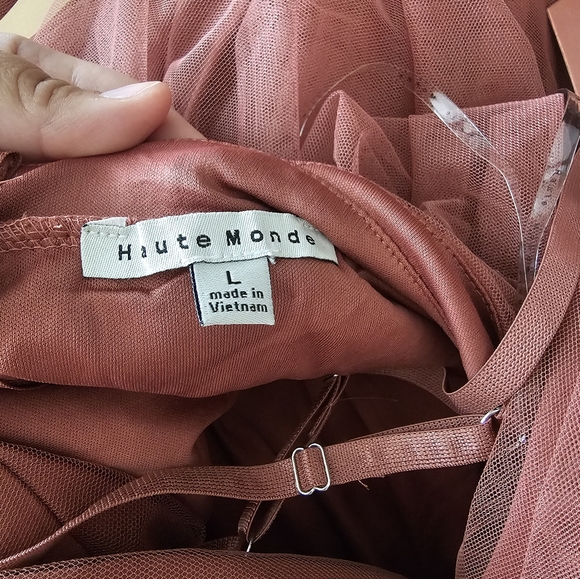 Haute Monde
L
made in
Vietnam